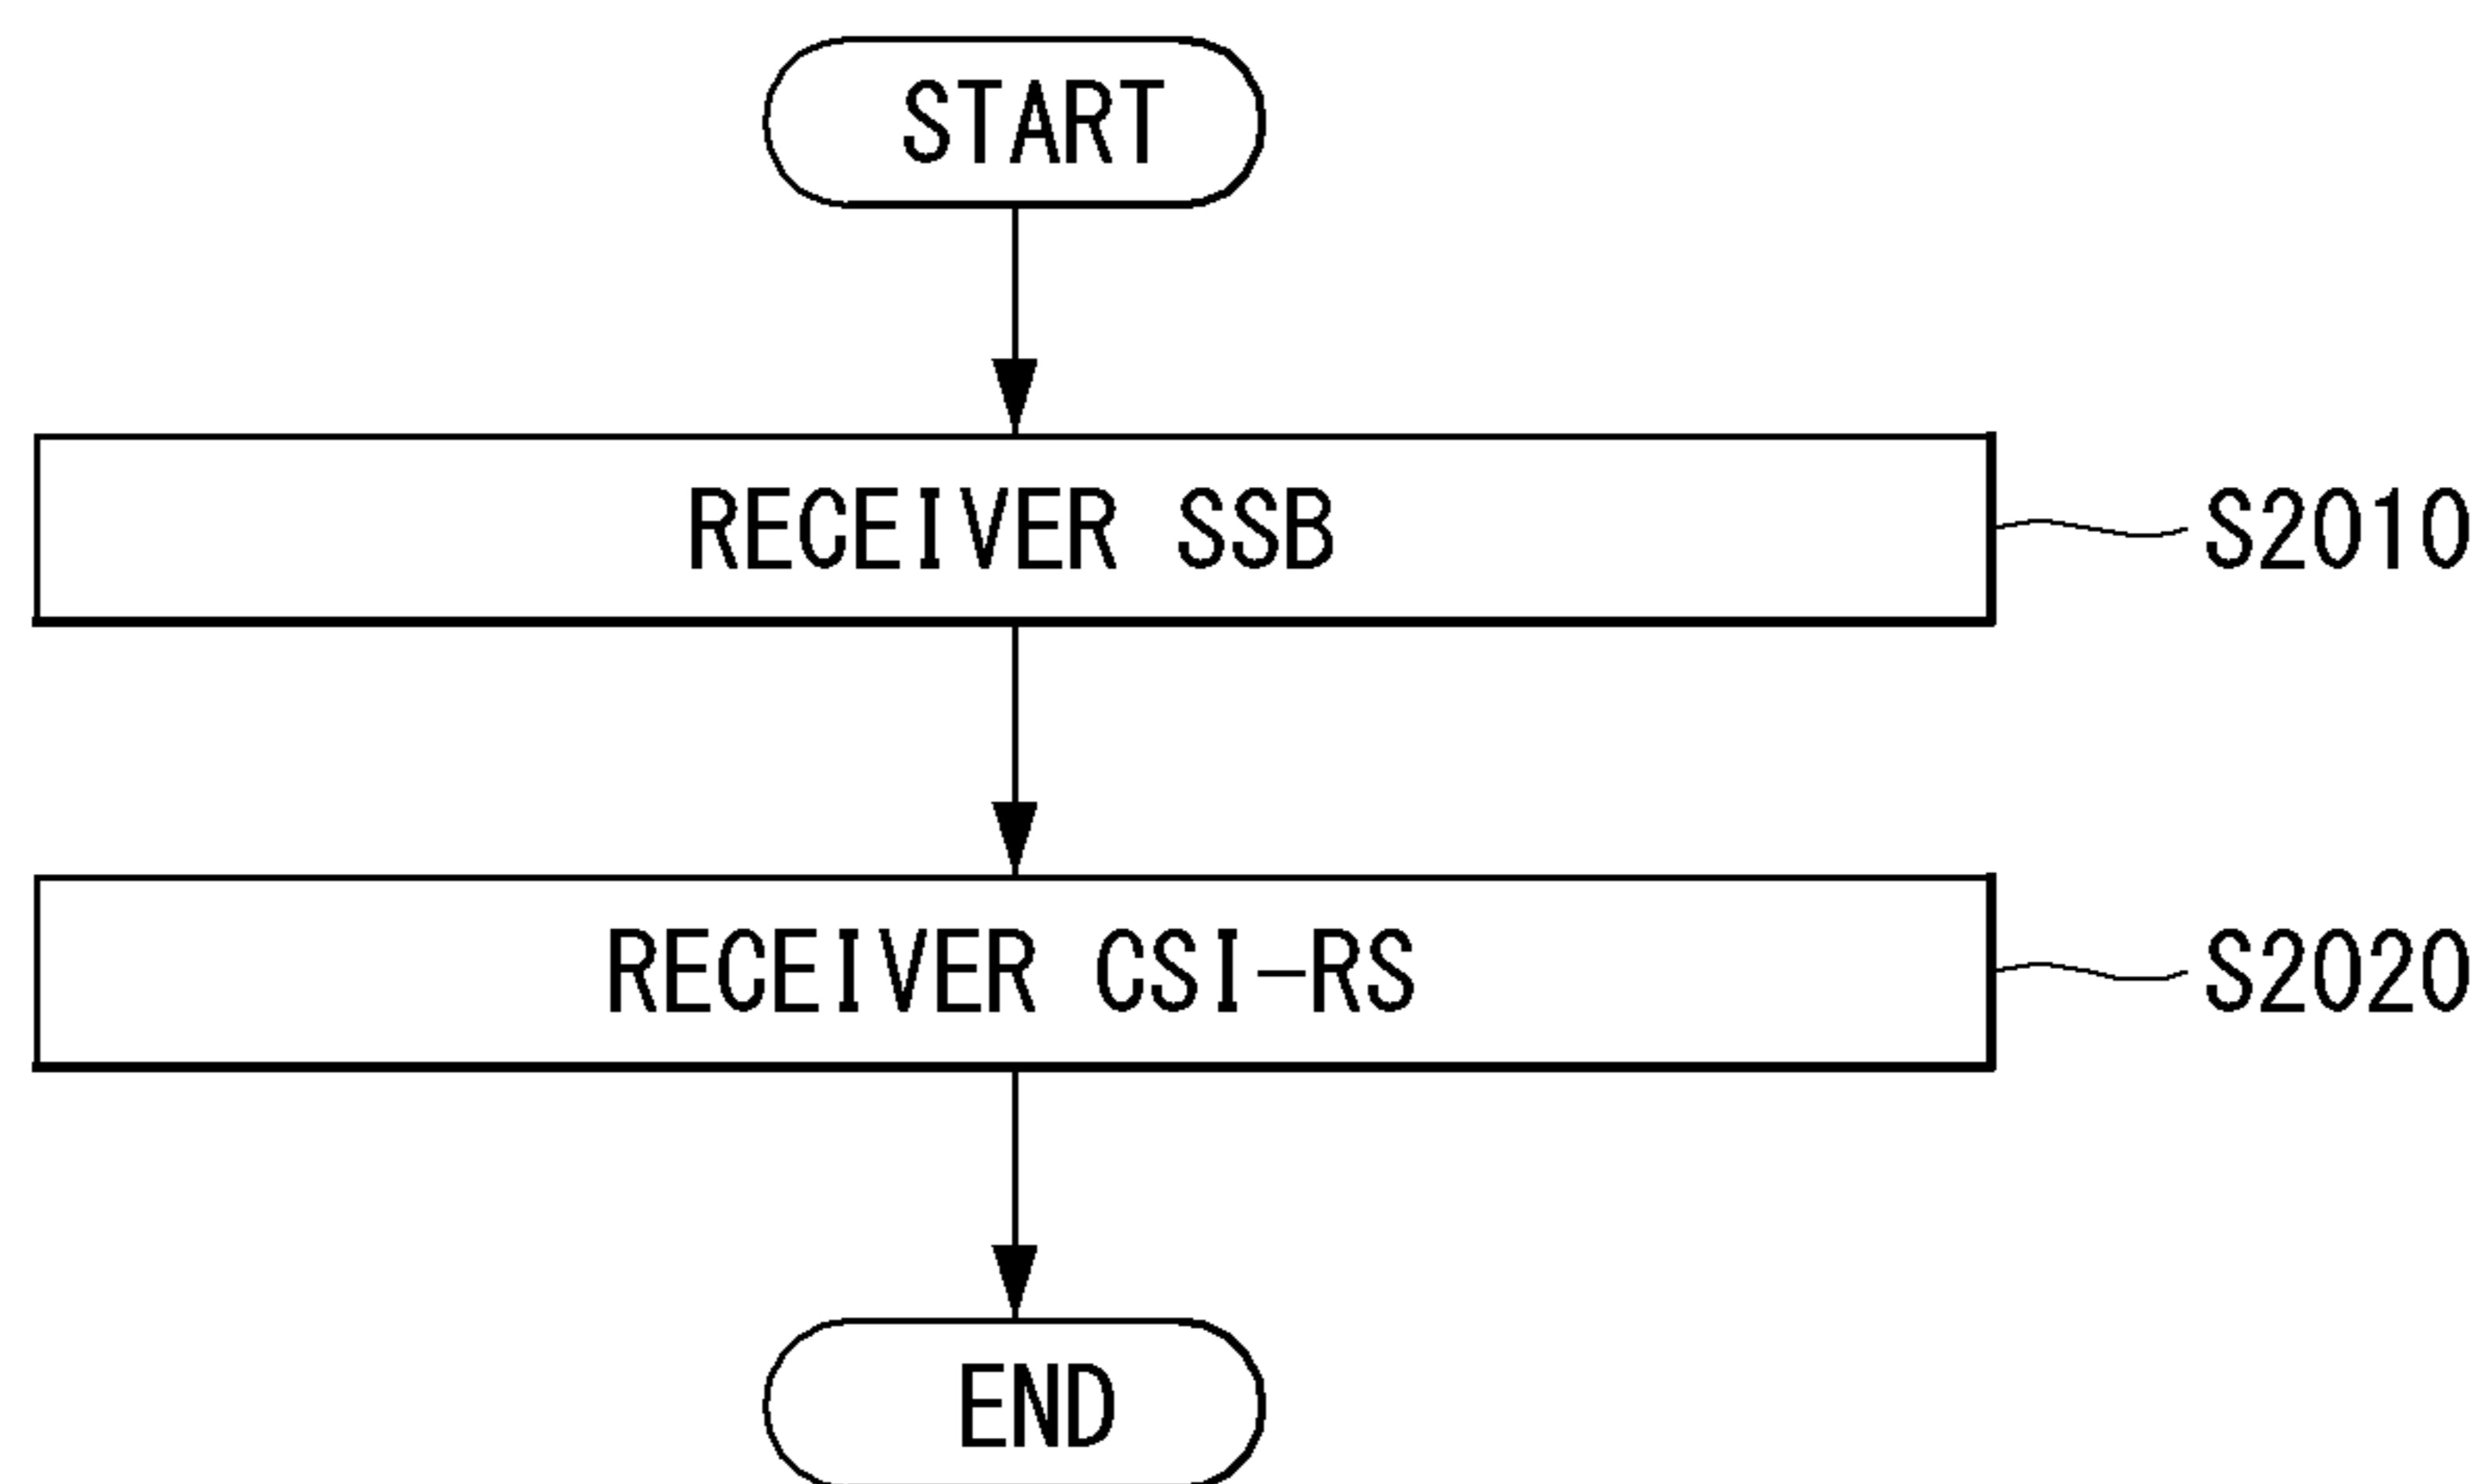 START
RECEIVER SSB
S2010
RECEIVER CSI-RS
S2020
END